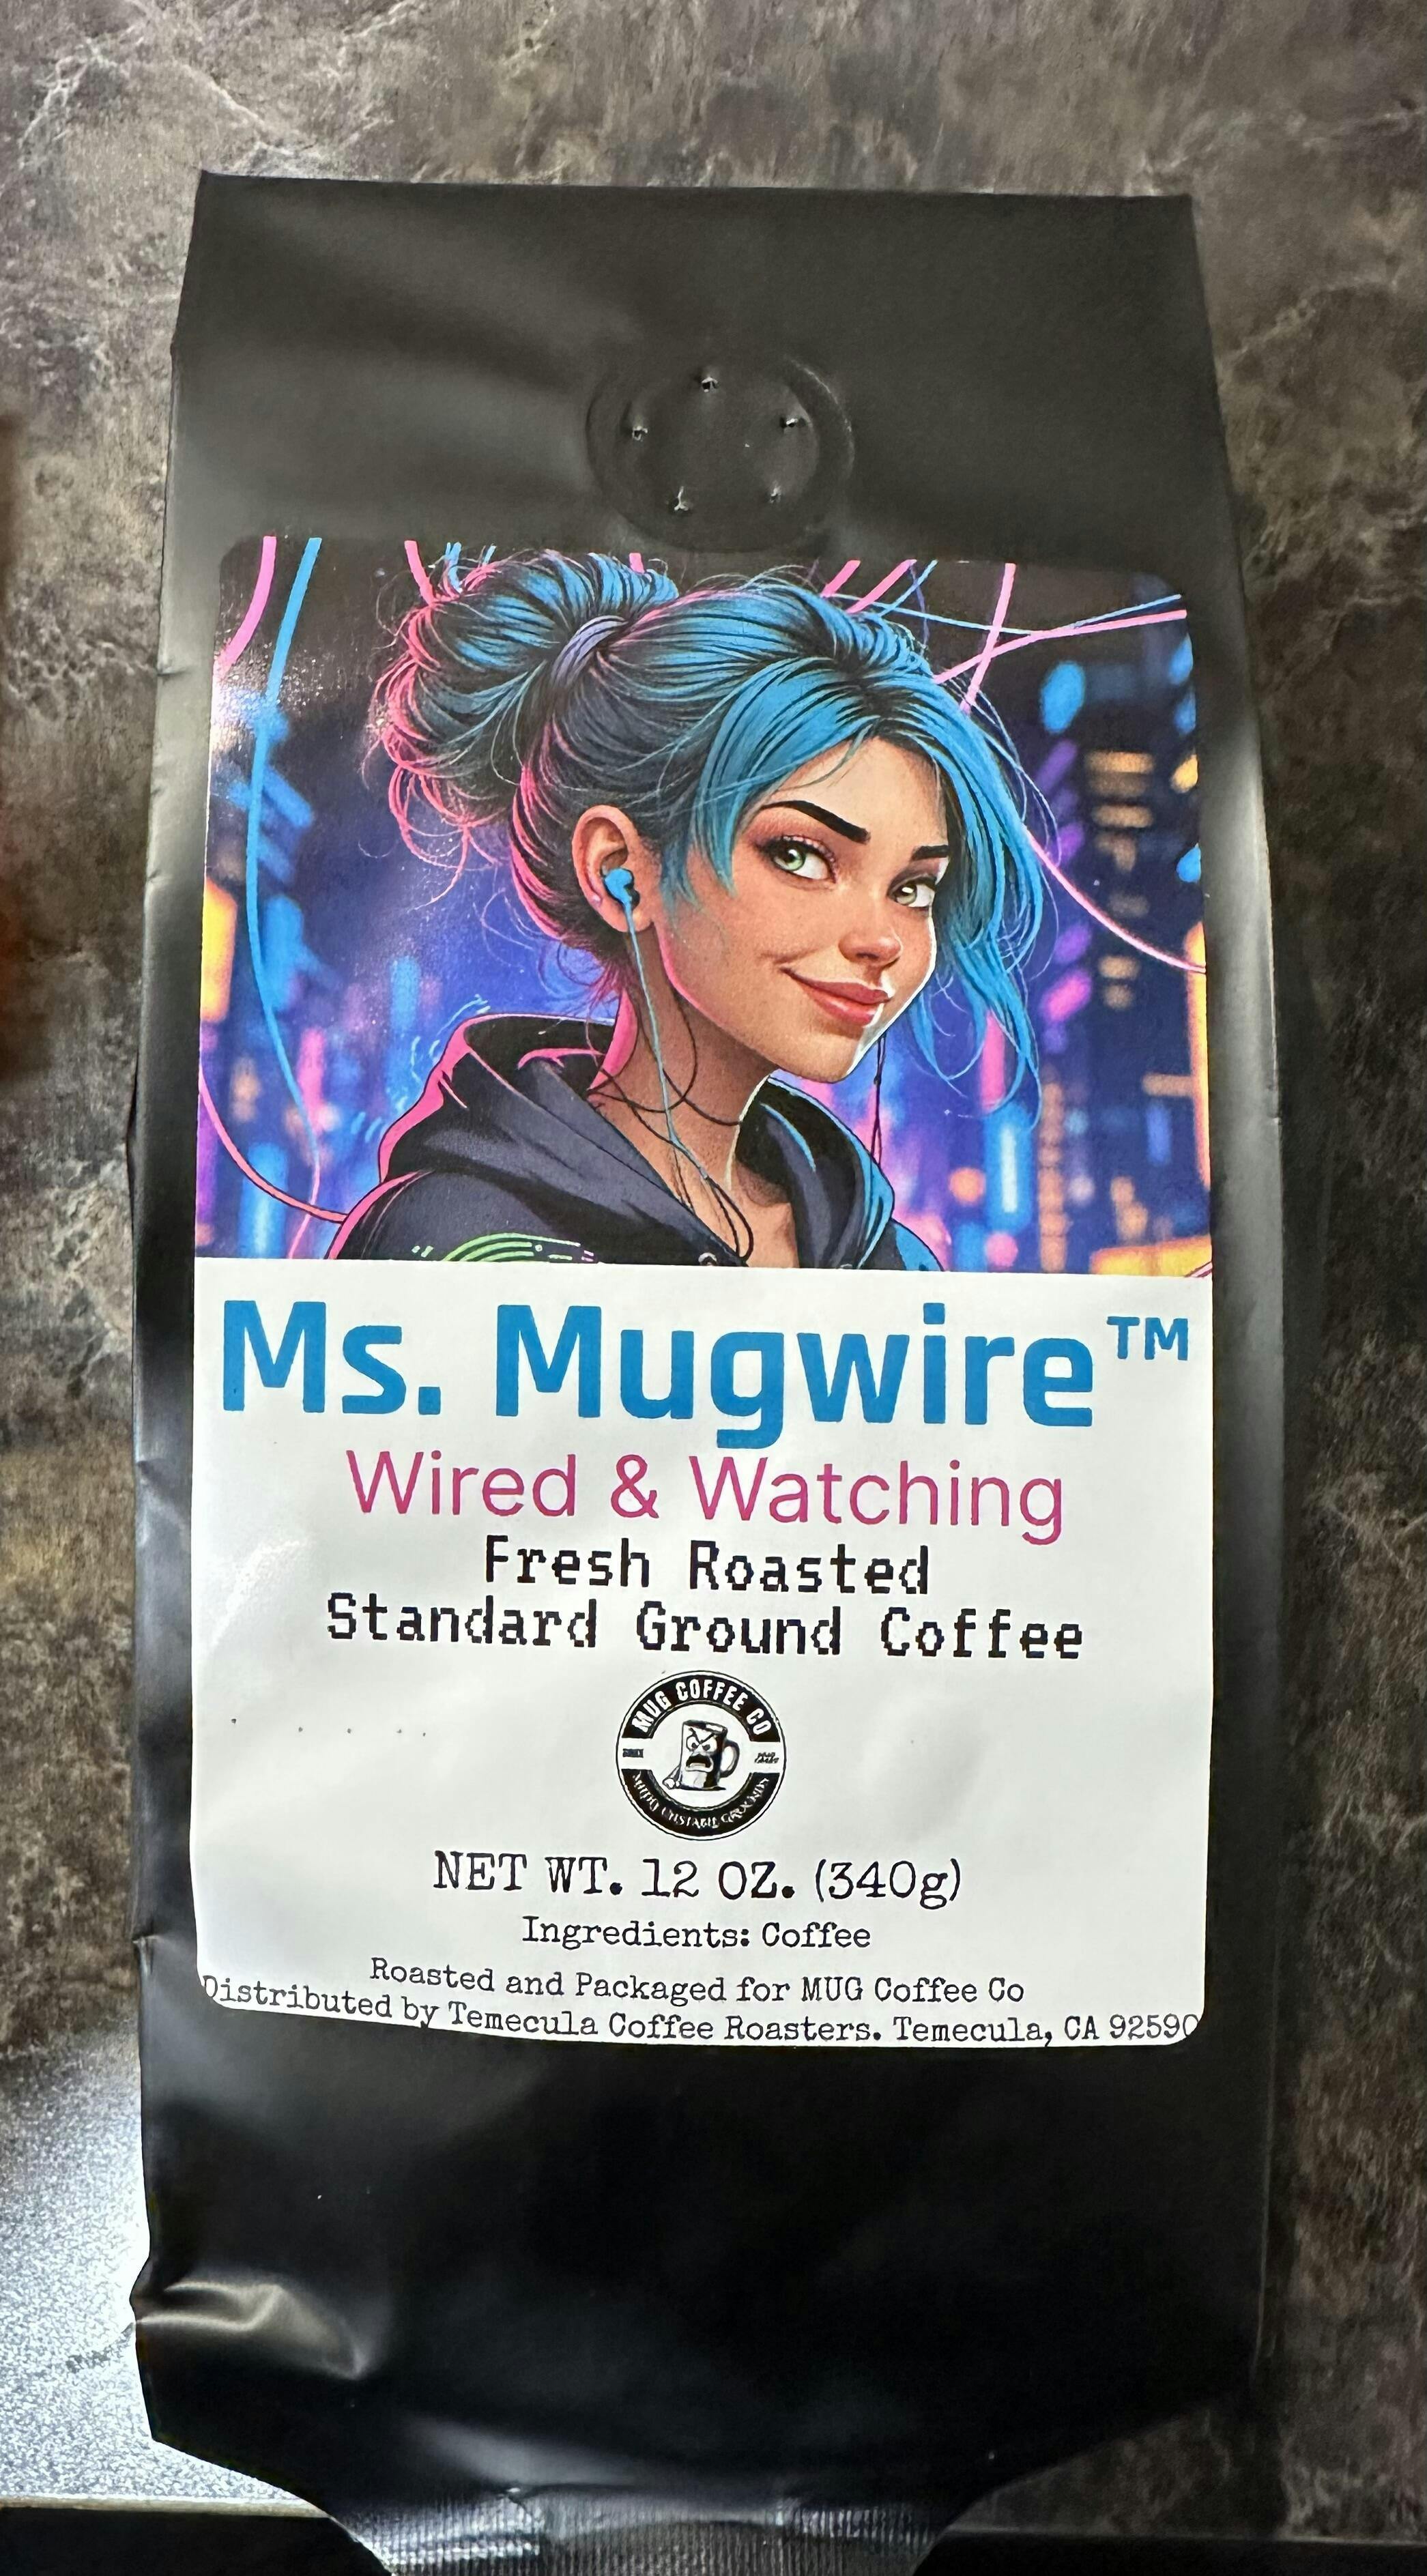 Ms. Mugwire™
Wired & Watching
Fresh Roasted
Standard Ground Coffee
MUG COFFEE CO
NET WT. 12 OZ. (340g)
Ingredients: Coffee
Roasted and Packaged for MUG Coffee Co
Distributed by Temecula Coffee Roasters. Temecula, CA 92590